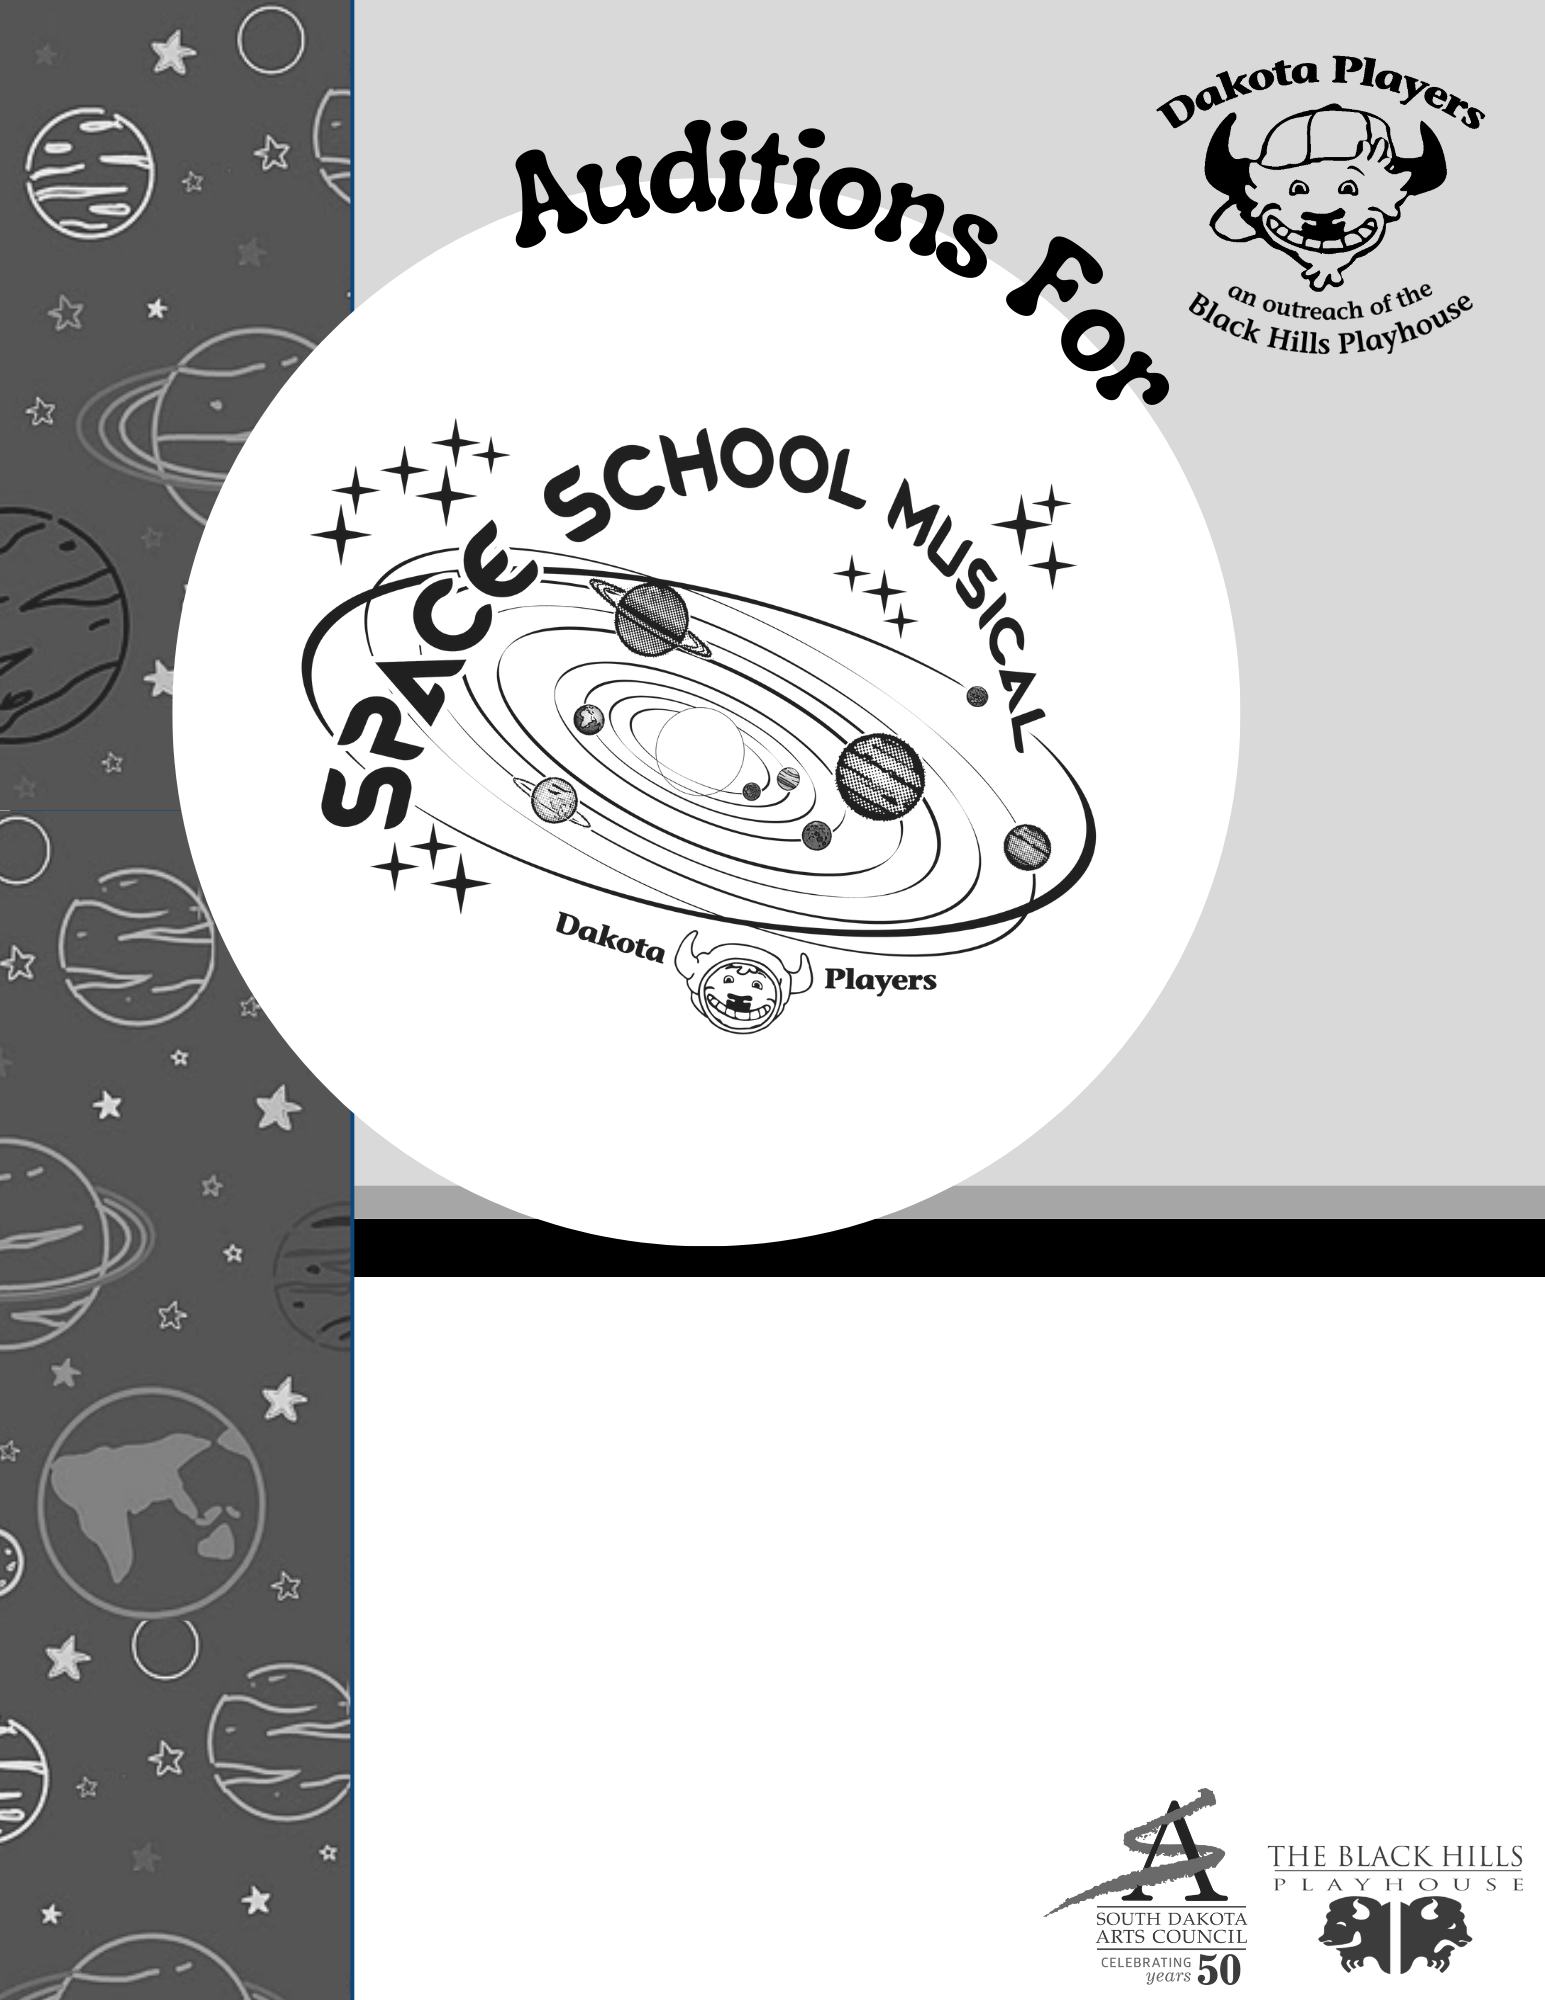 Dakota Players
an outreach of the
Black Hills Playhouse
Auditions For
SPACE SCHOOL MUSICAL
Dakota Players
SOUTH DAKOTA
ARTS COUNCIL
CELEBRATING
years 50
THE BLACK HILLS
PLAYHOUSE